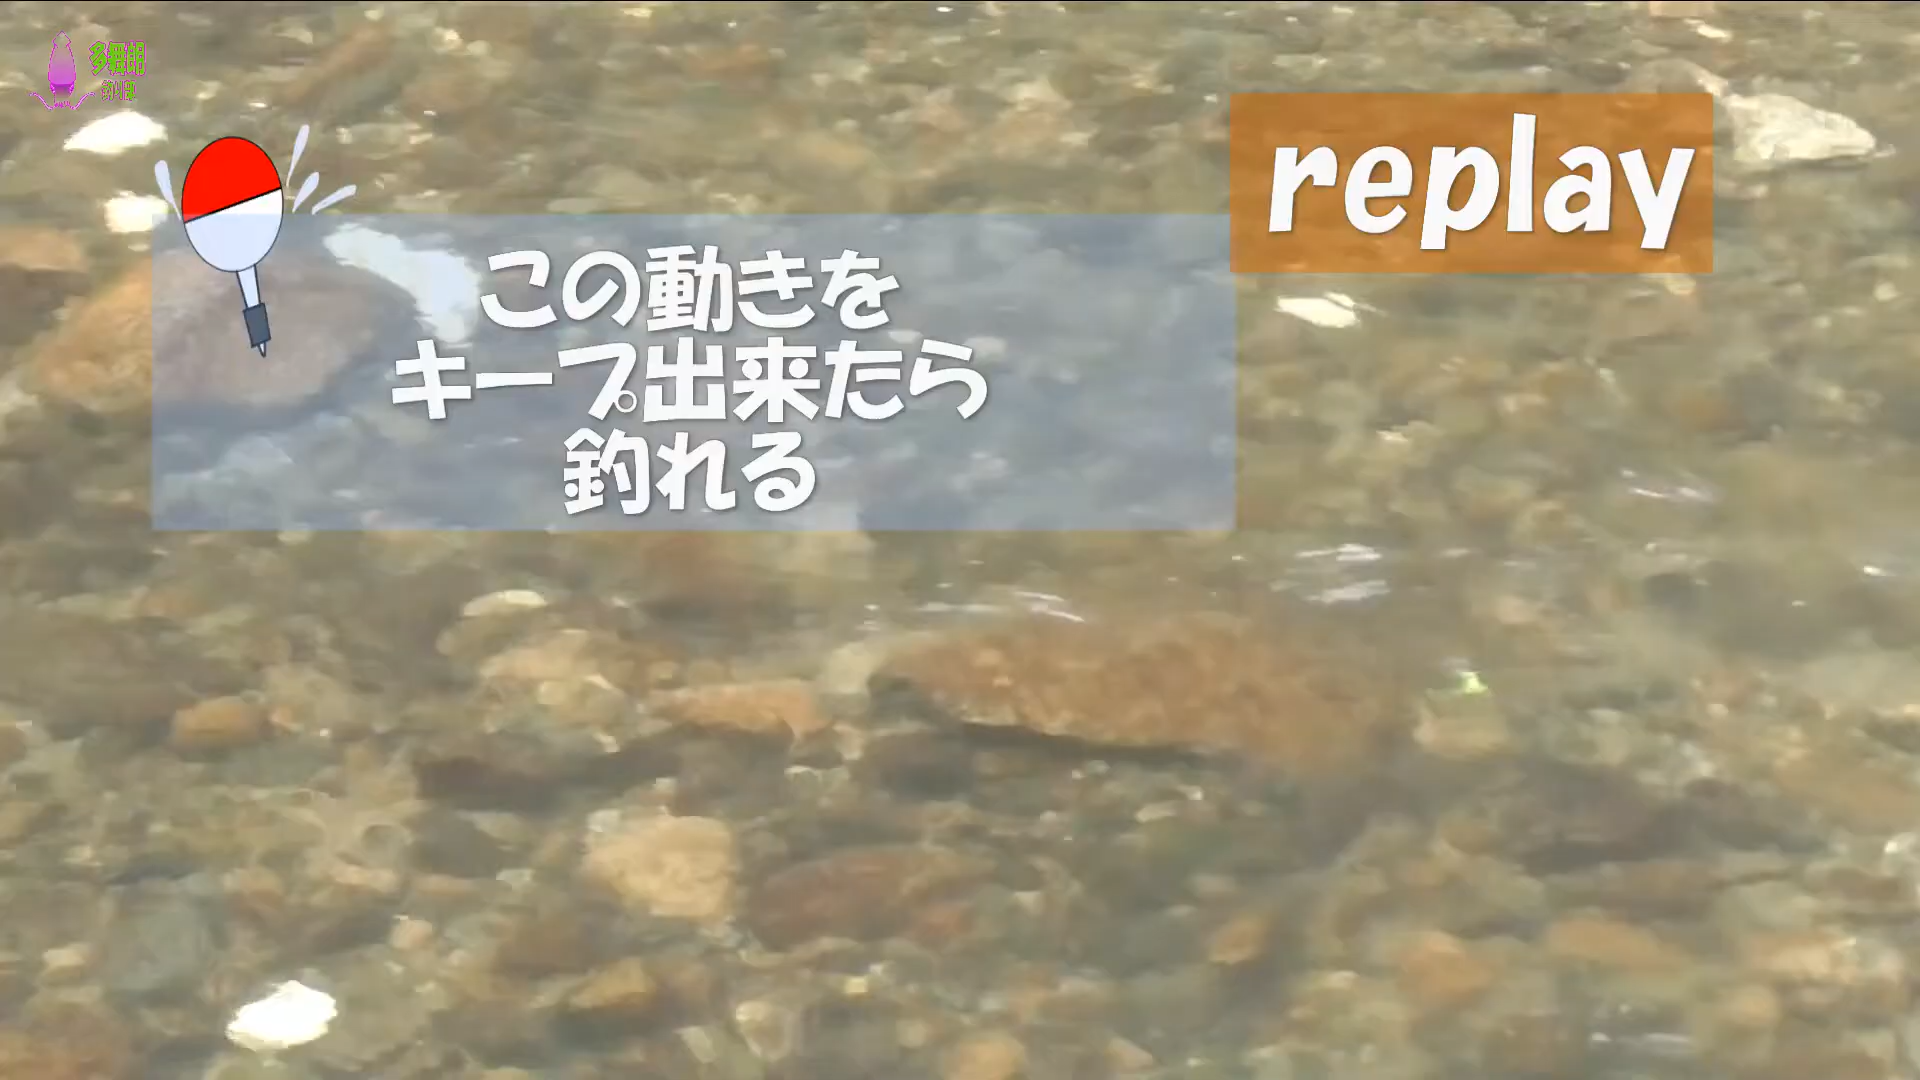 replay
この動きを
キープ出来たら
釣れる